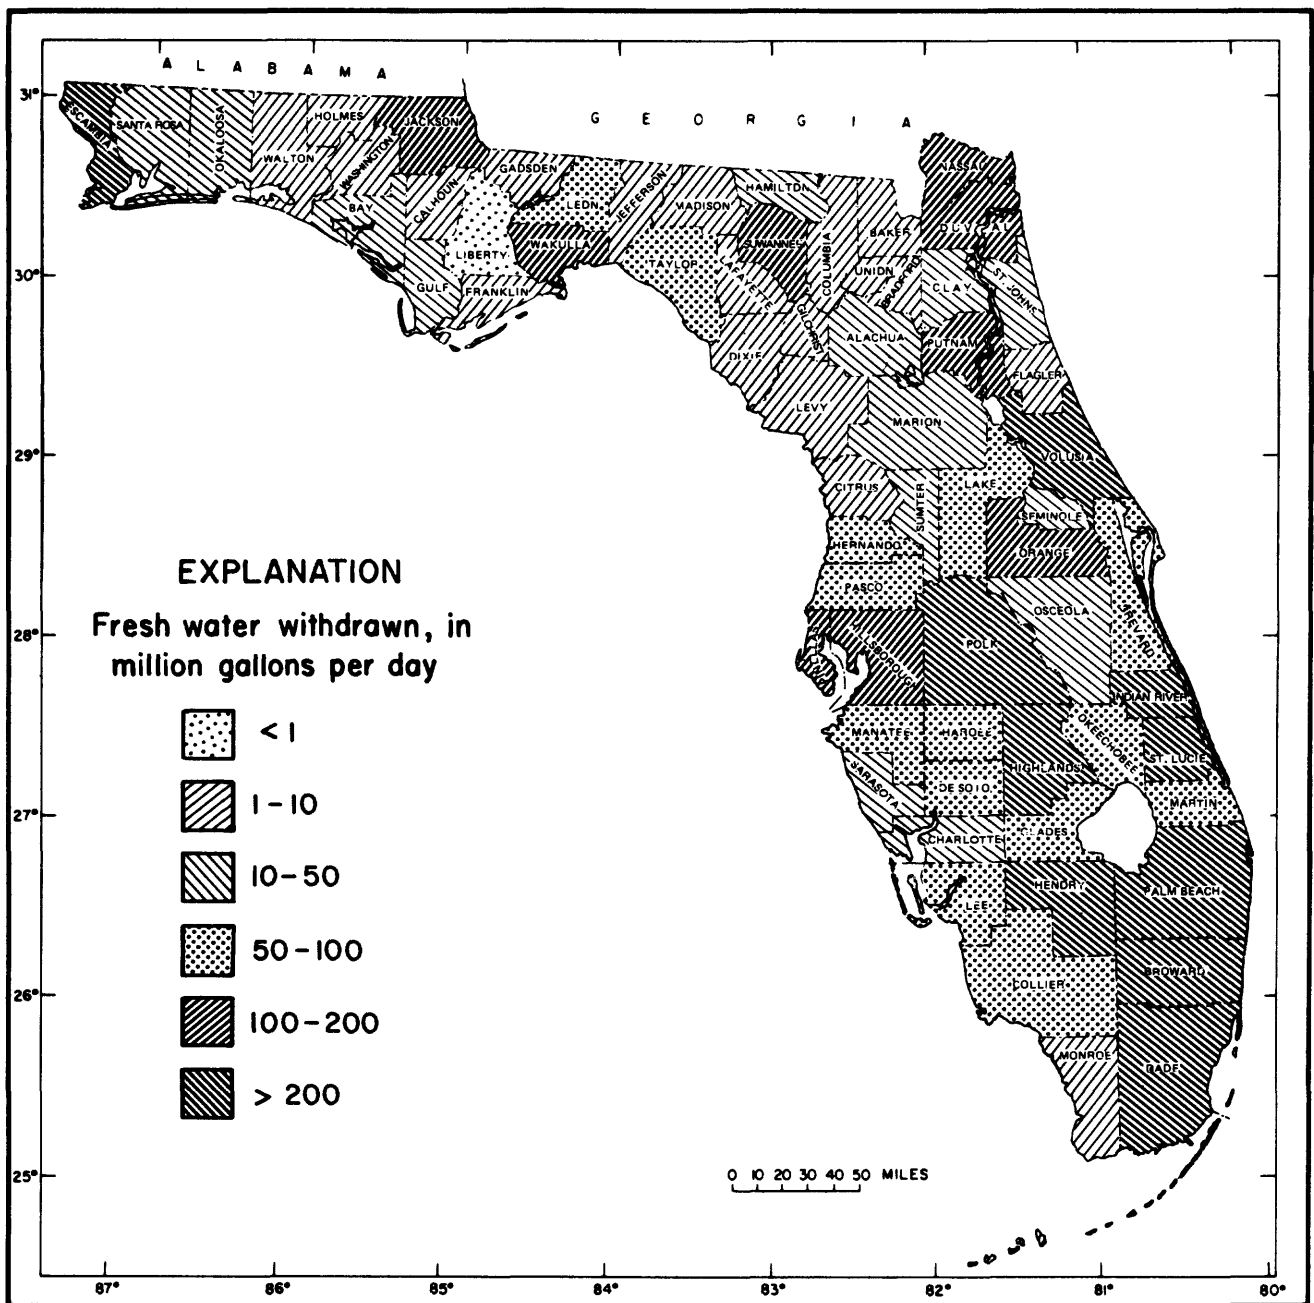 ALABAMA
GEORGIA
31°
30°
29°
28°
27°
26°
25°
ESCAMBIA
SANTA ROSA
OKALOOSA
WALTON
HOLMES
WASHINGTON
JACKSON
BAY
CALHOUN
GULF
LIBERTY
GADSDEN
FRANKLIN
LEON
WAKULLA
JEFFERSON
MADISON
TAYLOR
HAMILTON
SUWANNEE
LAFAYETTE
DIXIE
COLUMBIA
GILCHRIST
BAKER
UNION
BRADFORD
ALACHUA
LEVY
NASSAU
DUVAL
CLAY
ST. JOHNS
PUTNAM
FLAGLER
MARION
VOLUSIA
CITRUS
SUMTER
LAKE
SEMINOLE
ORANGE
HERNANDO
PASCO
OSCEOLA
BREVARD
HILLSBOROUGH
POLK
INDIAN RIVER
MANATEE
HARDEE
OKEECHOBEE
HIGHLANDS
ST. LUCIE
SARASOTA
DE SOTO
MARTIN
CHARLOTTE
GLADES
LEE
HENDRY
PALM BEACH
BROWARD
COLLIER
MONROE
DADE
EXPLANATION
Fresh water withdrawn, in
million gallons per day
< 1
1-10
10-50
50-100
100-200
> 200
0 10 20 30 40 50 MILES
87° 86° 85° 84° 83° 82° 81° 80°